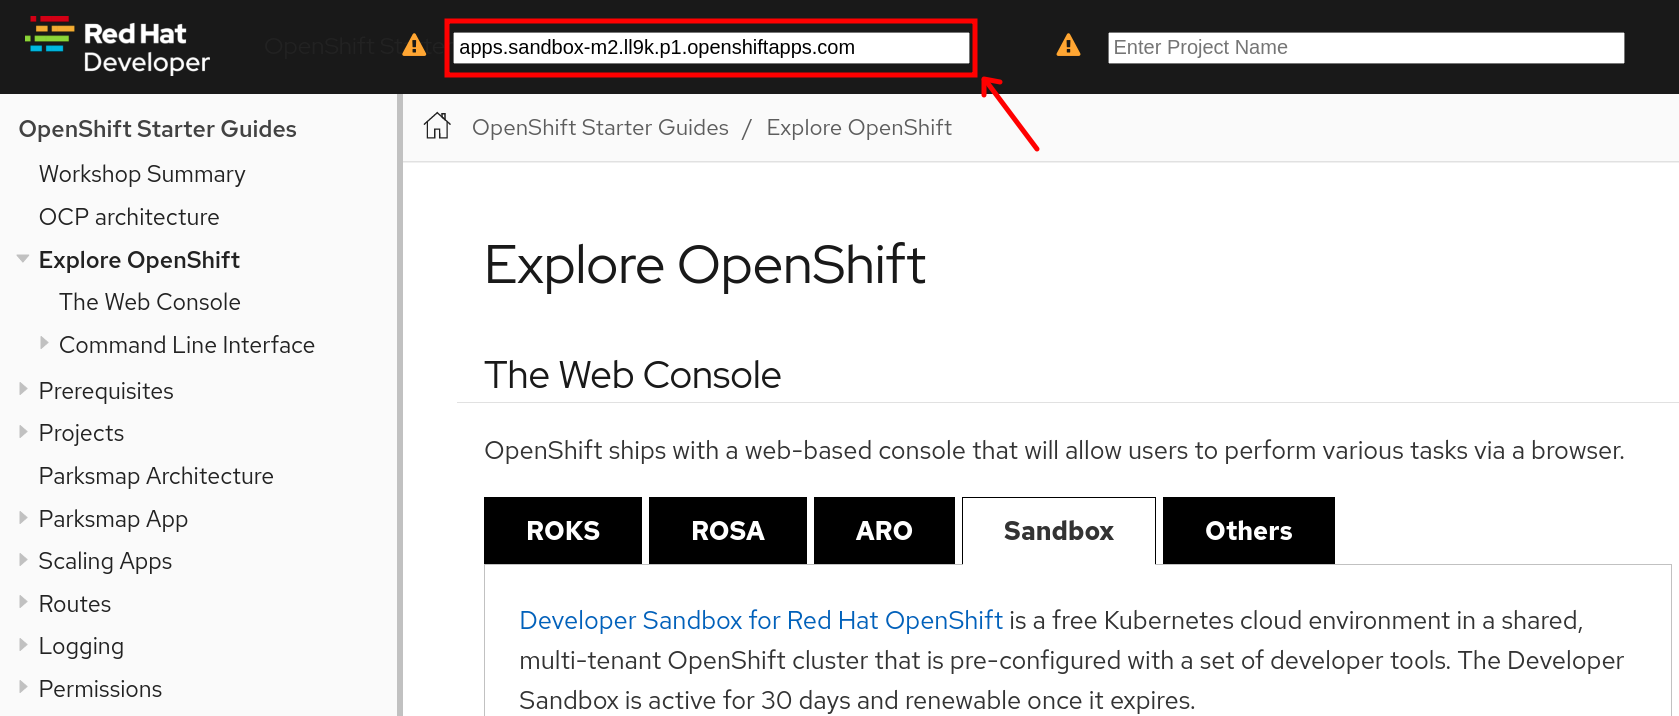 Red Hat
Developer
OpenShift Starte
apps.sandbox-m2.ll9k.p1.openshiftapps.com
Enter Project Name
OpenShift Starter Guides
Workshop Summary
OCP architecture
Explore OpenShift
The Web Console
Command Line Interface
Prerequisites
Projects
Parksmap Architecture
Parksmap App
Scaling Apps
Routes
Logging
Permissions
OpenShift Starter Guides / Explore OpenShift
Explore OpenShift
The Web Console
OpenShift ships with a web-based console that will allow users to perform various tasks via a browser.
ROKS ROSA ARO Sandbox Others
Developer Sandbox for Red Hat OpenShift is a free Kubernetes cloud environment in a shared,
multi-tenant OpenShift cluster that is pre-configured with a set of developer tools. The Developer
Sandbox is active for 30 days and renewable once it expires.